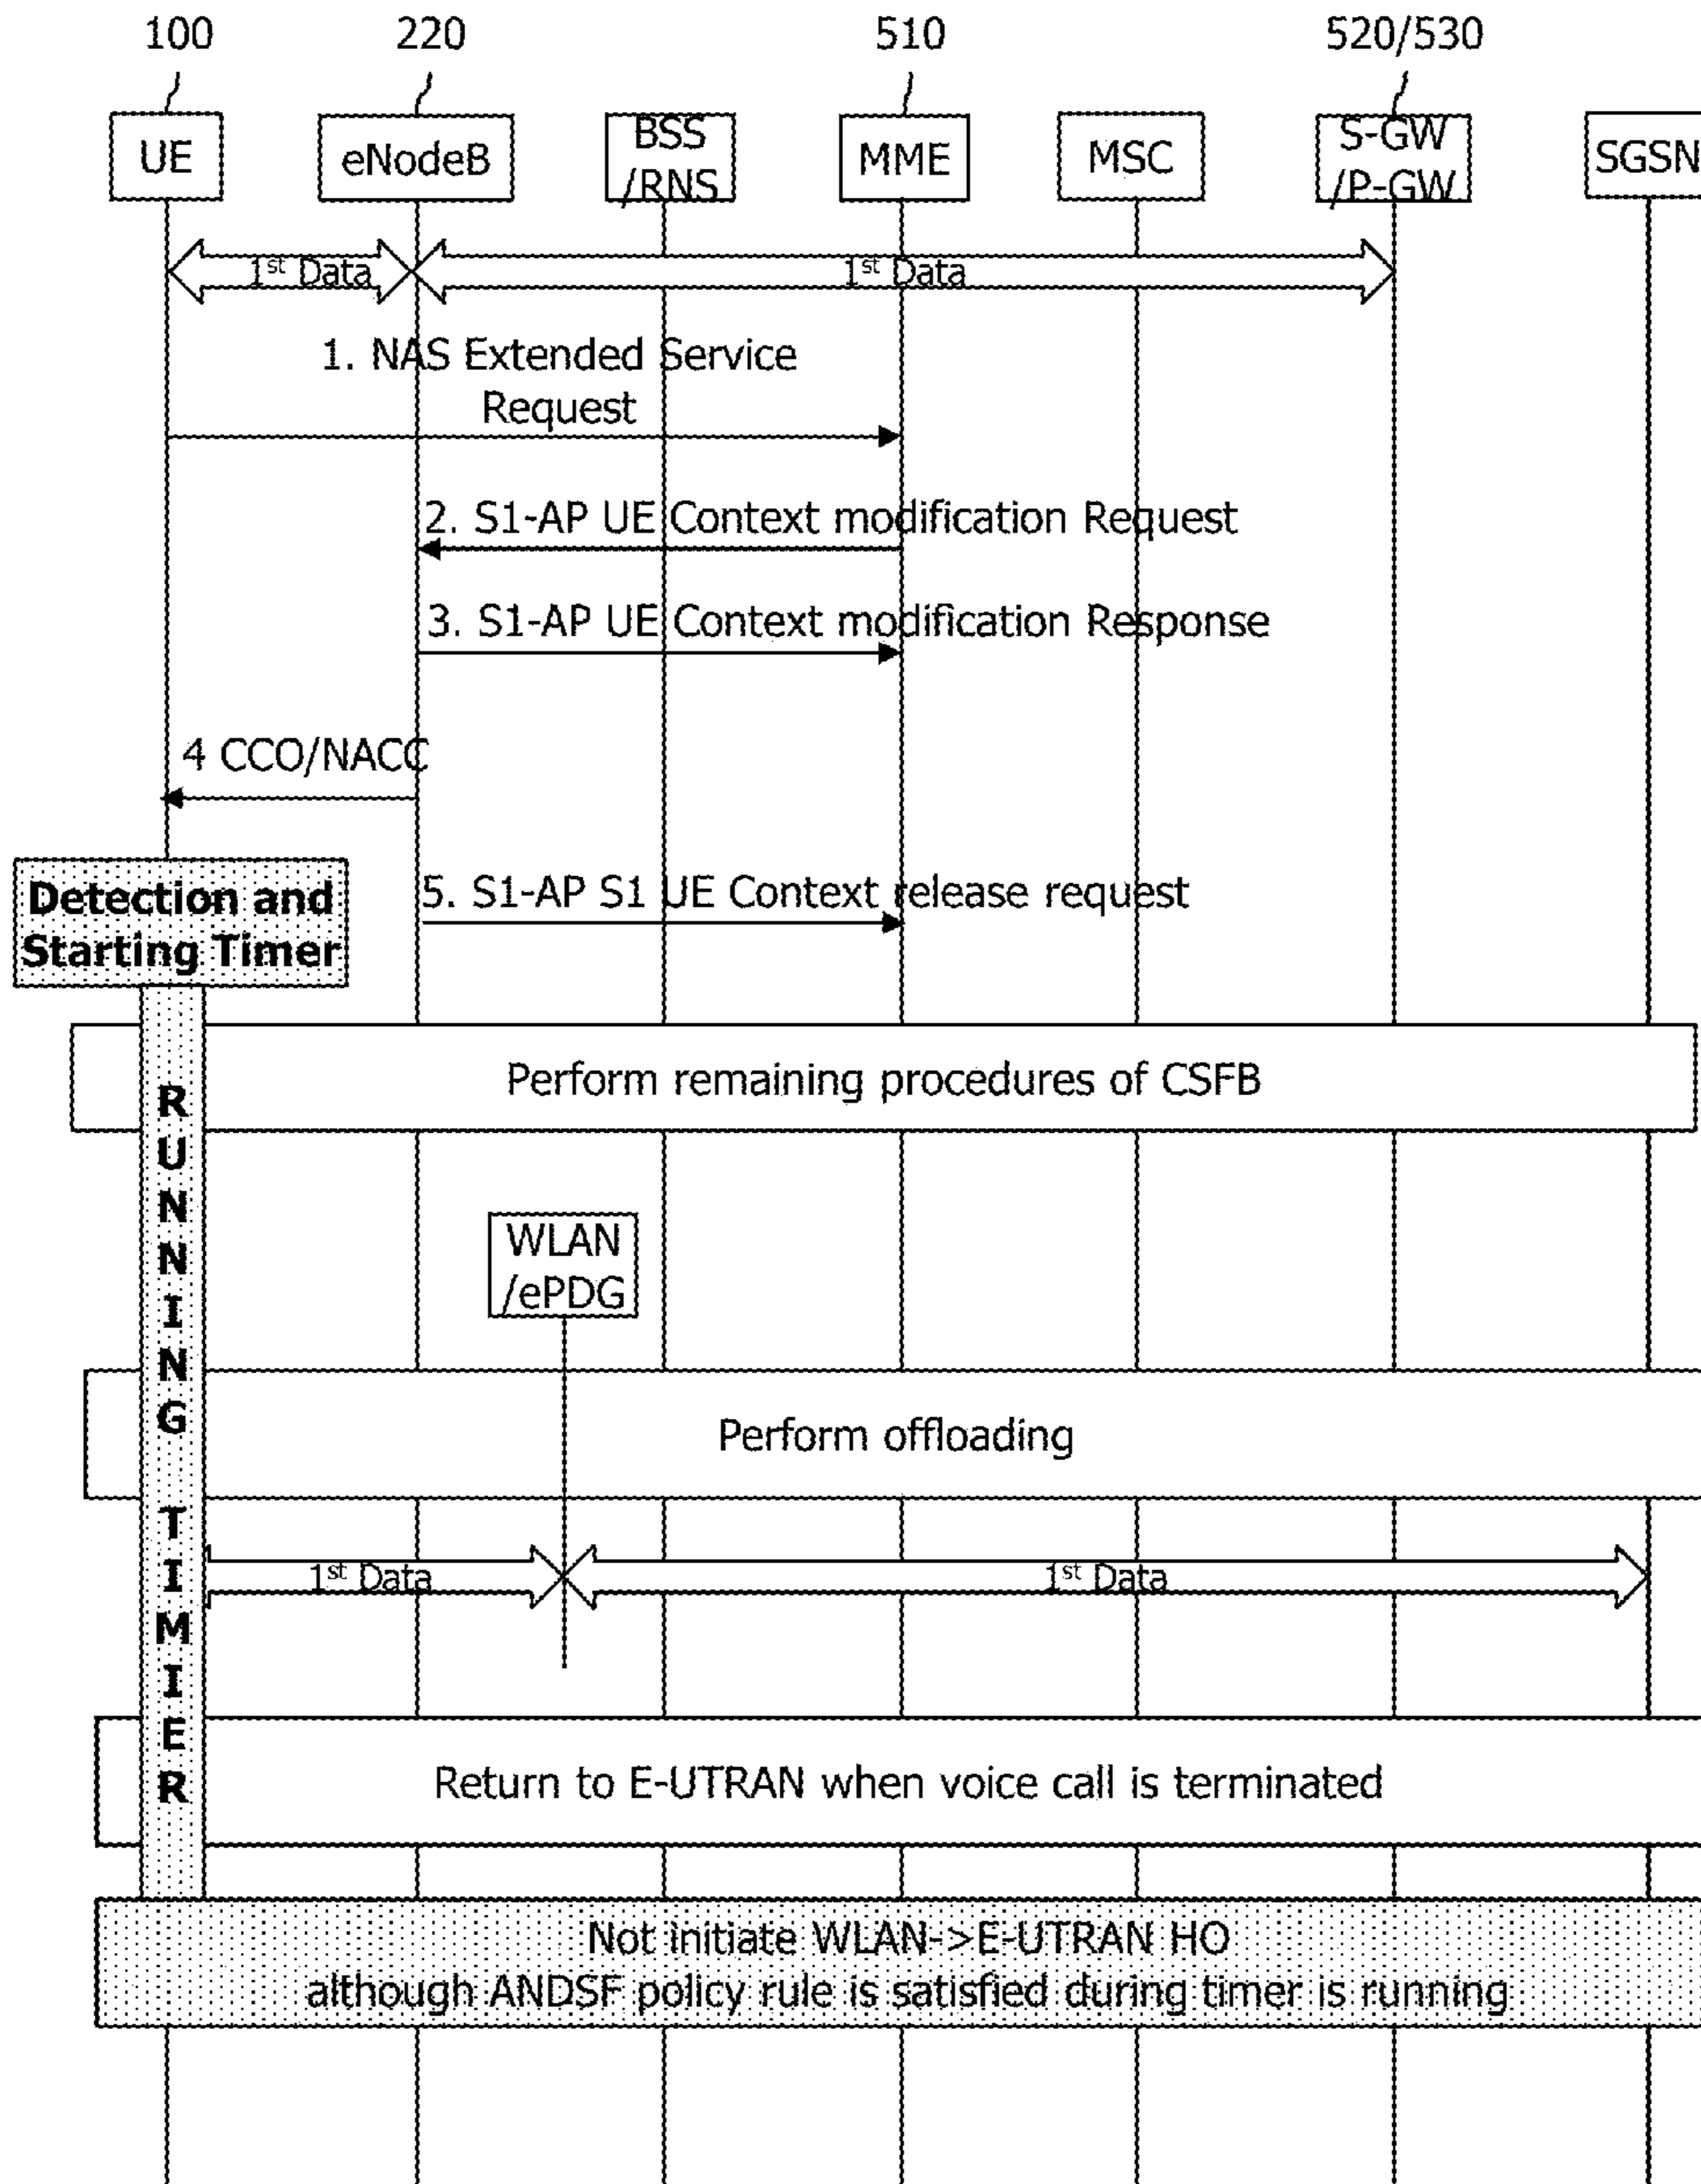 100
220
510
520/530
UE
eNodeB
BSS
/RNS
MME
MSC
S-GW
/P-GW
SGSN
1st Data
1st Data
1. NAS Extended Service
Request
2. S1-AP UE Context modification Request
3. S1-AP UE Context modification Response
4 CCO/NACC
Detection and
Starting Timer
5. S1-AP S1 UE Context release request
Perform remaining procedures of CSFB
RUNNING TIMIER
WLAN
/ePDG
Perform offloading
1st Data
1st Data
Return to E-UTRAN when voice call is terminated
Not initiate WLAN->E-UTRAN HO
although ANDSF policy rule is satisfied during timer is running